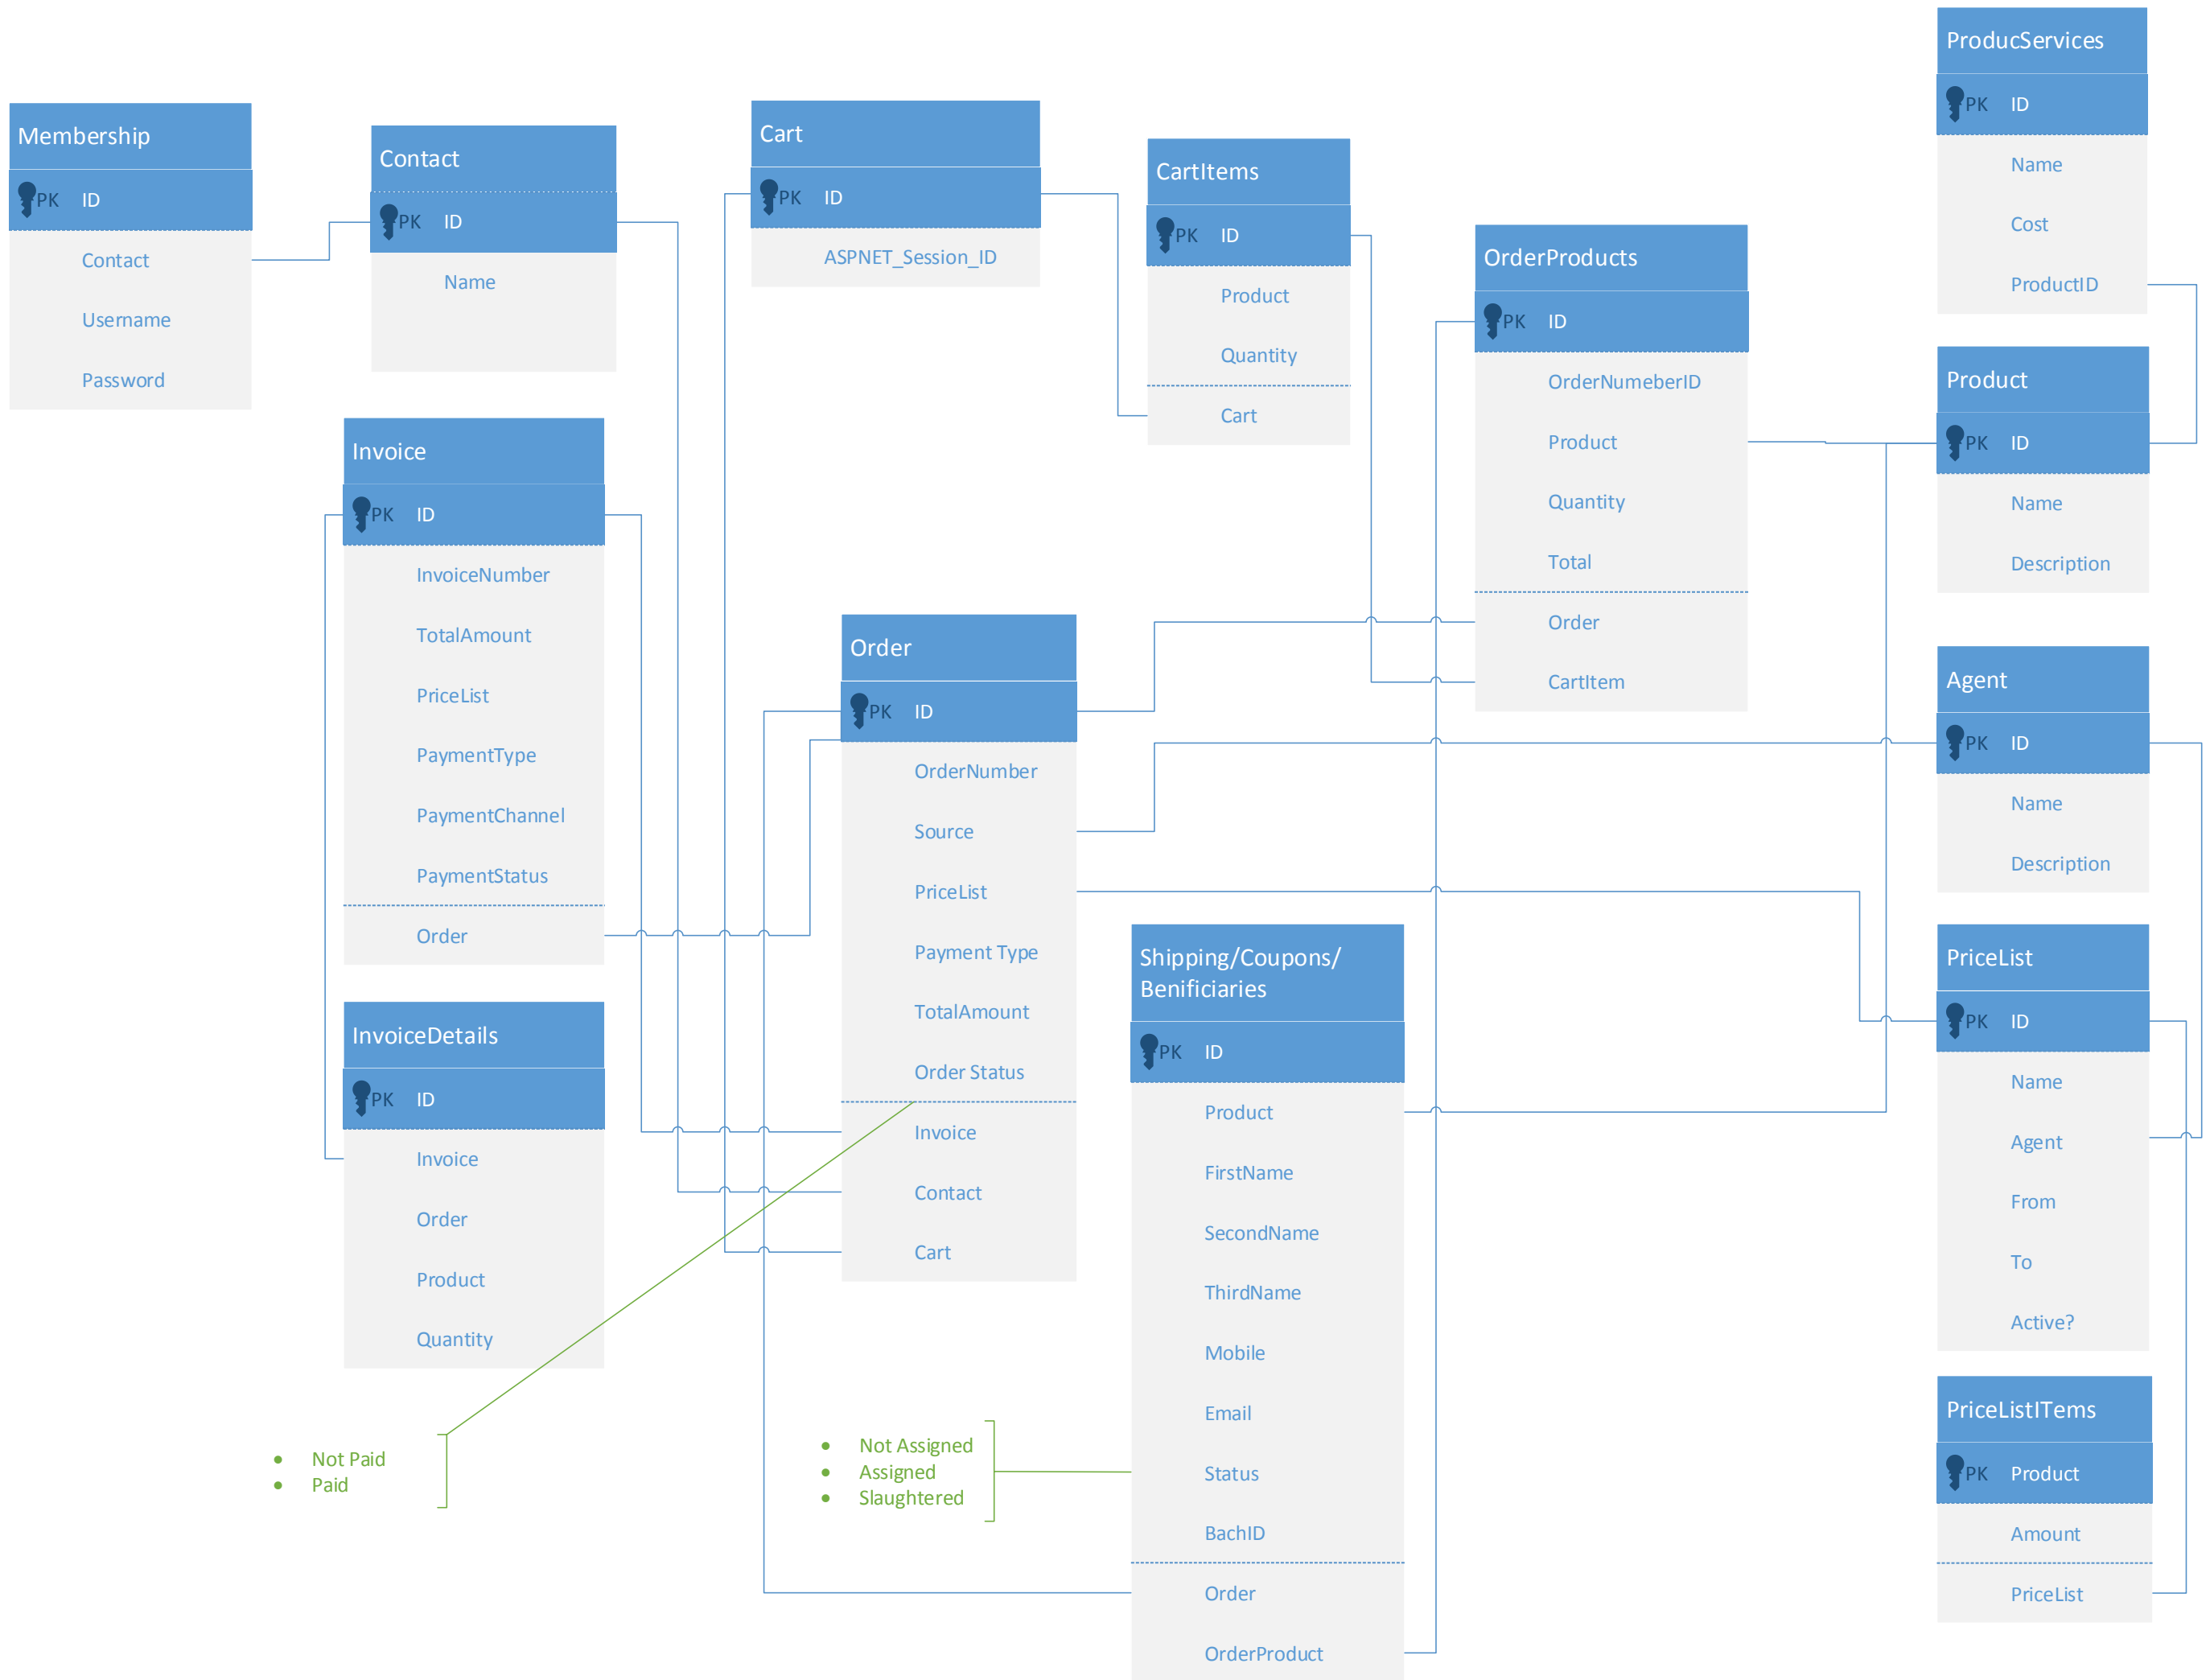 Membership
PK ID
Contact
Username
Password
Contact
PK ID
Name
Invoice
PK ID
InvoiceNumber
TotalAmount
PriceList
PaymentType
PaymentChannel
PaymentStatus
Order
InvoiceDetails
PK ID
Invoice
Order
Product
Quantity
• Not Paid
• Paid
Cart
PK ID
ASPNET_Session_ID
Order
PK ID
OrderNumber
Source
PriceList
Payment Type
TotalAmount
Order Status
Invoice
Contact
Cart
• Not Assigned
• Assigned
• Slaughtered
CartItems
PK ID
Product
Quantity
Cart
Shipping/Coupons/
Benificiaries
PK ID
Product
FirstName
SecondName
ThirdName
Mobile
Email
Status
BachID
Order
OrderProduct
OrderProducts
PK ID
OrderNumeberID
Product
Quantity
Total
Order
CartItem
ProducServices
PK ID
Name
Cost
ProductID
Product
PK ID
Name
Description
Agent
PK ID
Name
Description
PriceList
PK ID
Name
Agent
From
To
Active?
PriceListITems
PK Product
Amount
PriceList